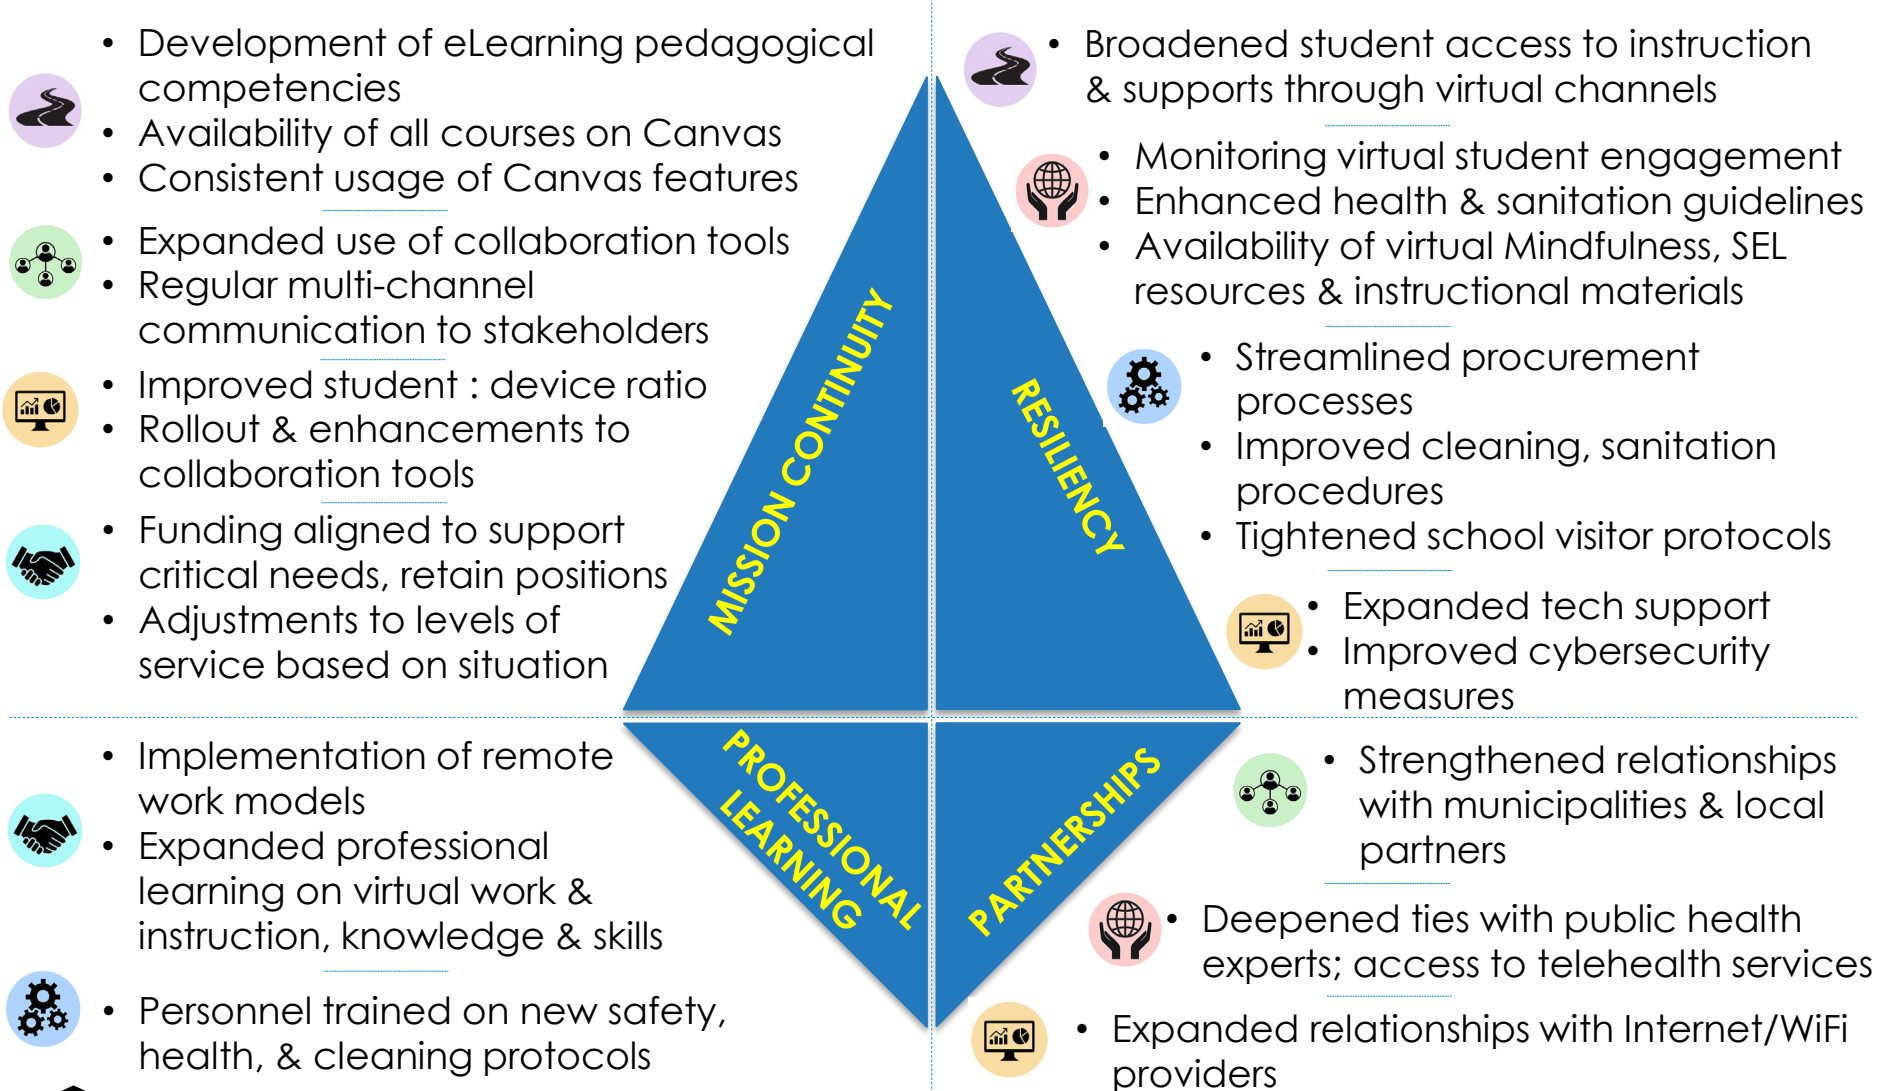 • Development of eLearning pedagogical
competencies
• Availability of all courses on Canvas
• Consistent usage of Canvas features
• Expanded use of collaboration tools
• Regular multi-channel
communication to stakeholders
• Improved student : device ratio
• Rollout & enhancements to
collaboration tools
• Funding aligned to support
critical needs, retain positions
• Adjustments to levels of
service based on situation
MISSION CONTINUITY
RESILIENCY
• Broadened student access to instruction
& supports through virtual channels
• Monitoring virtual student engagement
• Enhanced health & sanitation guidelines
• Availability of virtual Mindfulness, SEL
resources & instructional materials
• Streamlined procurement
processes
• Improved cleaning, sanitation
procedures
• Tightened school visitor protocols
• Expanded tech support
• Improved cybersecurity
measures
• Implementation of remote
work models
• Expanded professional
learning on virtual work &
instruction, knowledge & skills
• Personnel trained on new safety,
health, & cleaning protocols
PROFESSIONAL
LEARNING
PARTNERSHIPS
• Strengthened relationships
with municipalities & local
partners
• Deepened ties with public health
experts; access to telehealth services
• Expanded relationships with Internet/WiFi
providers